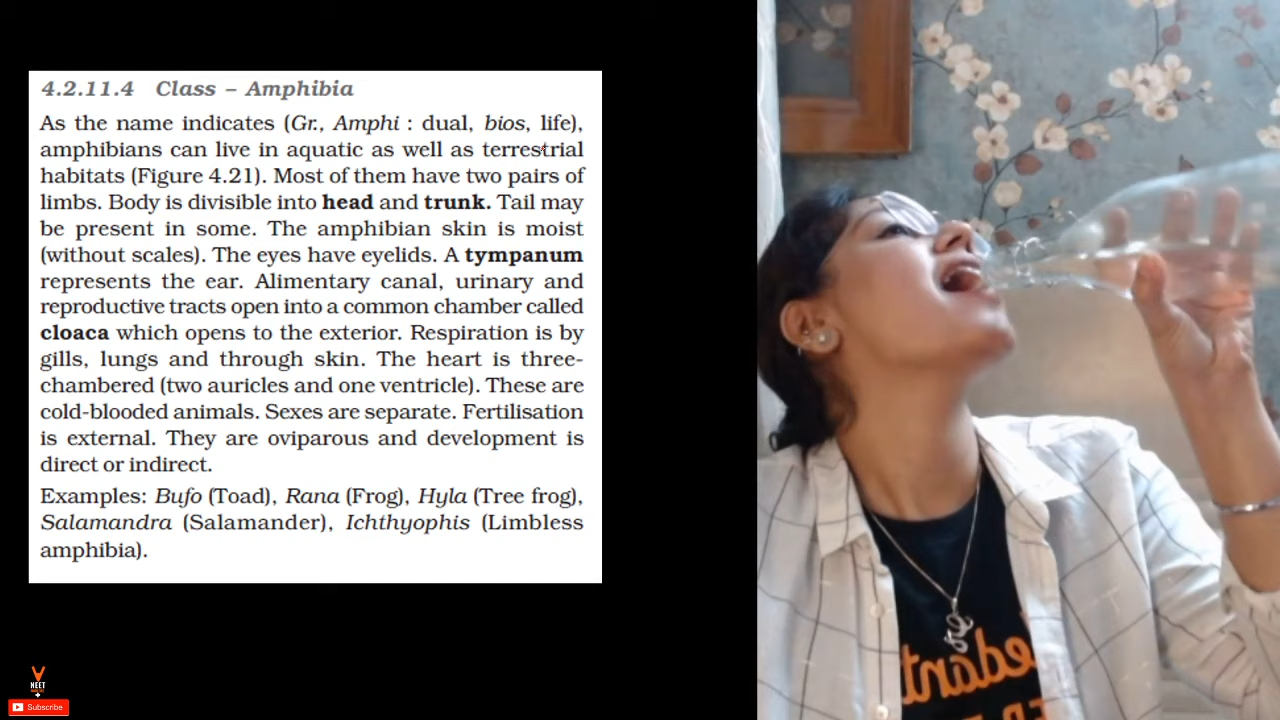 4.2.11.4 Class – Amphibia
As the name indicates (Gr., Amphi : dual, bios, life),
amphibians can live in aquatic as well as terrestrial
habitats (Figure 4.21). Most of them have two pairs of
limbs. Body is divisible into head and trunk. Tail may
be present in some. The amphibian skin is moist
(without scales). The eyes have eyelids. A tympanum
represents the ear. Alimentary canal, urinary and
reproductive tracts open into a common chamber called
cloaca which opens to the exterior. Respiration is by
gills, lungs and through skin. The heart is three-
chambered (two auricles and one ventricle). These are
cold-blooded animals. Sexes are separate. Fertilisation
is external. They are oviparous and development is
direct or indirect.
Examples: Bufo (Toad), Rana (Frog), Hyla (Tree frog),
Salamandra (Salamander), Ichthyophis (Limbless
amphibia).
V
NEET
Subscribe